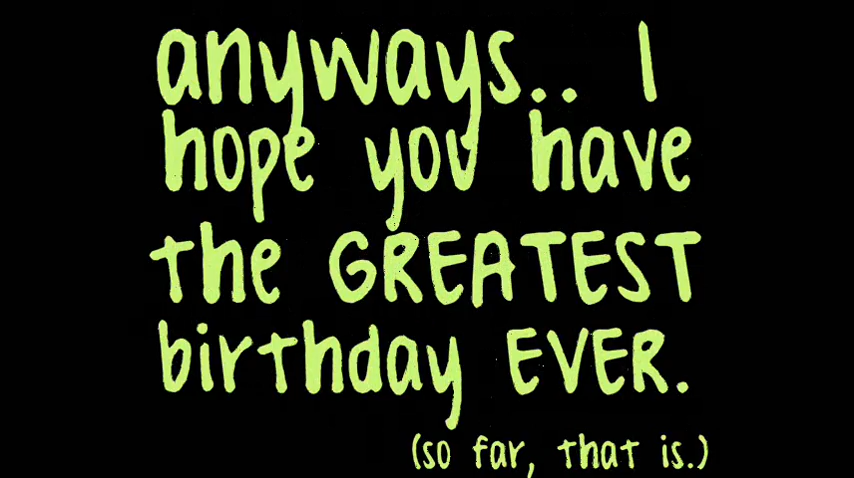 anyways.. I
hope you have
the GREATEST
birthday EVER.
(so far, that is.)